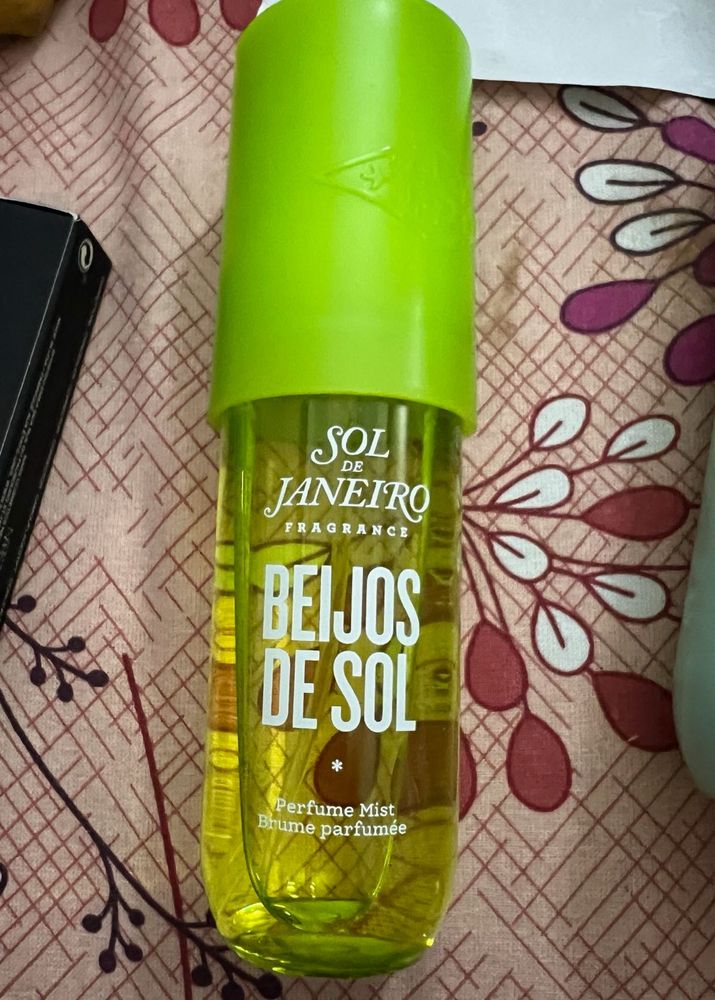 SOL
DE
JANEIRO
FRAGRANCE
BEIJOS
DE SOL
*
Perfume Mist
Brume parfumée